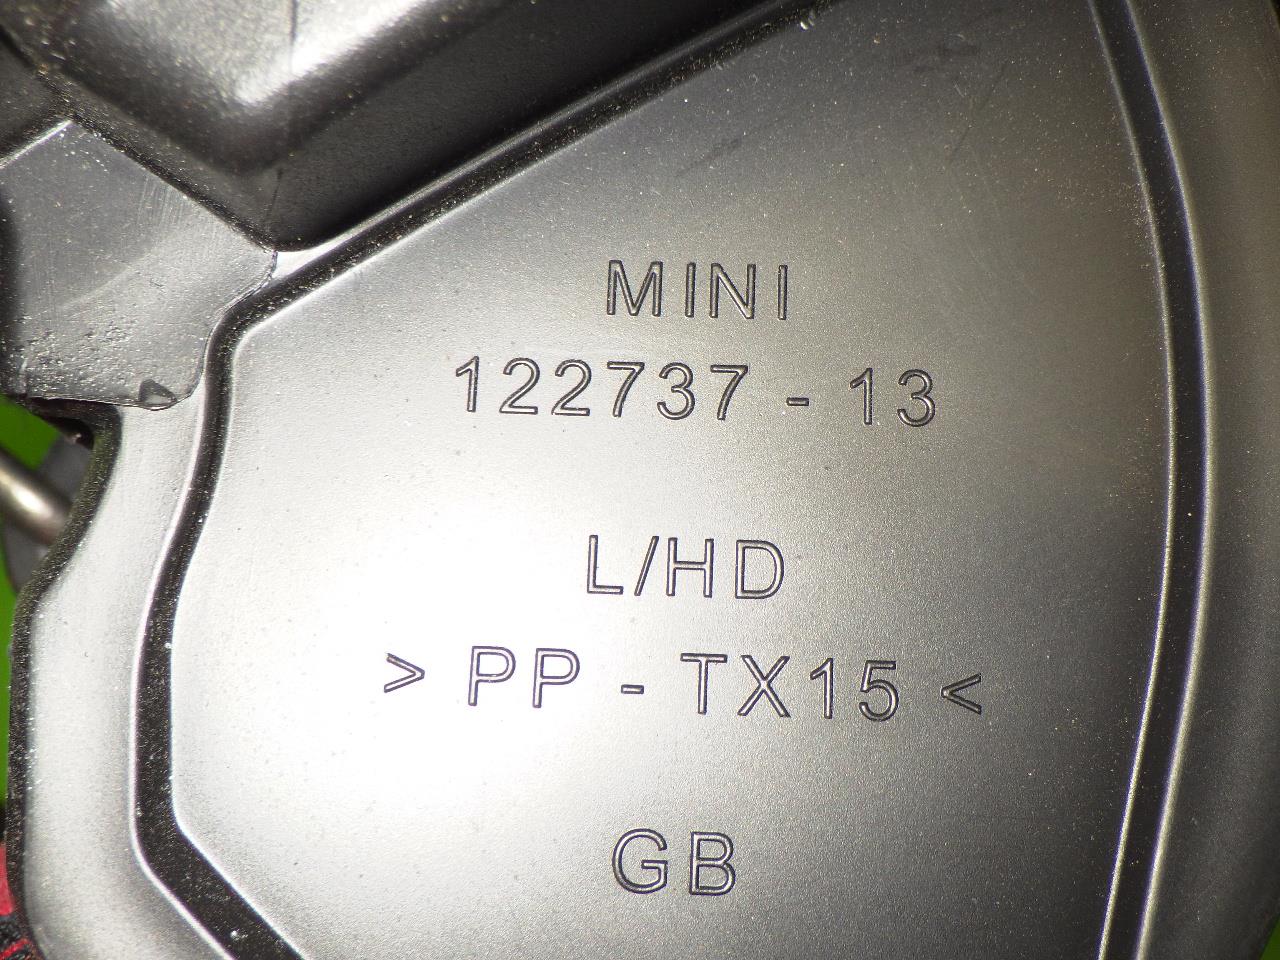 MINI
122737 - 13
L/HD
> PP - TX15 <
GB